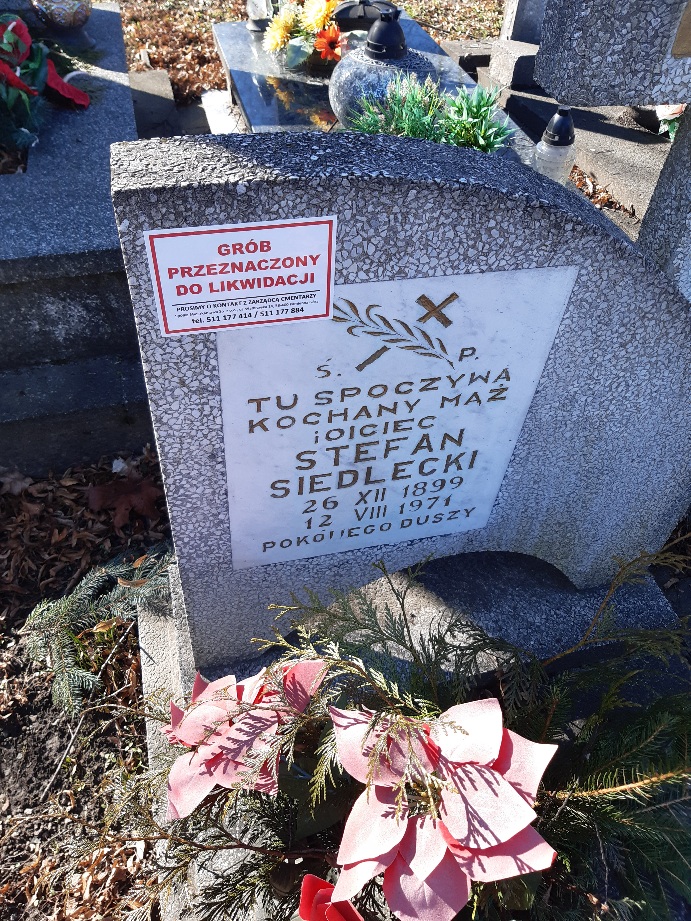 GRÓB
PRZEZNACZONY
DO LIKWIDACJI
PROSIMY O KONTAKT Z ZARZĄDCĄ CMENTARZY
tel. 511 177 414 / 511 177 884
Ś. P.
TU SPOCZYWA
KOCHANY MĄŻ
i OJCIEC
STEFAN
SIEDLECKI
26 XII 1899
12 VIII 1971
POKÓJ JEGO DUSZY